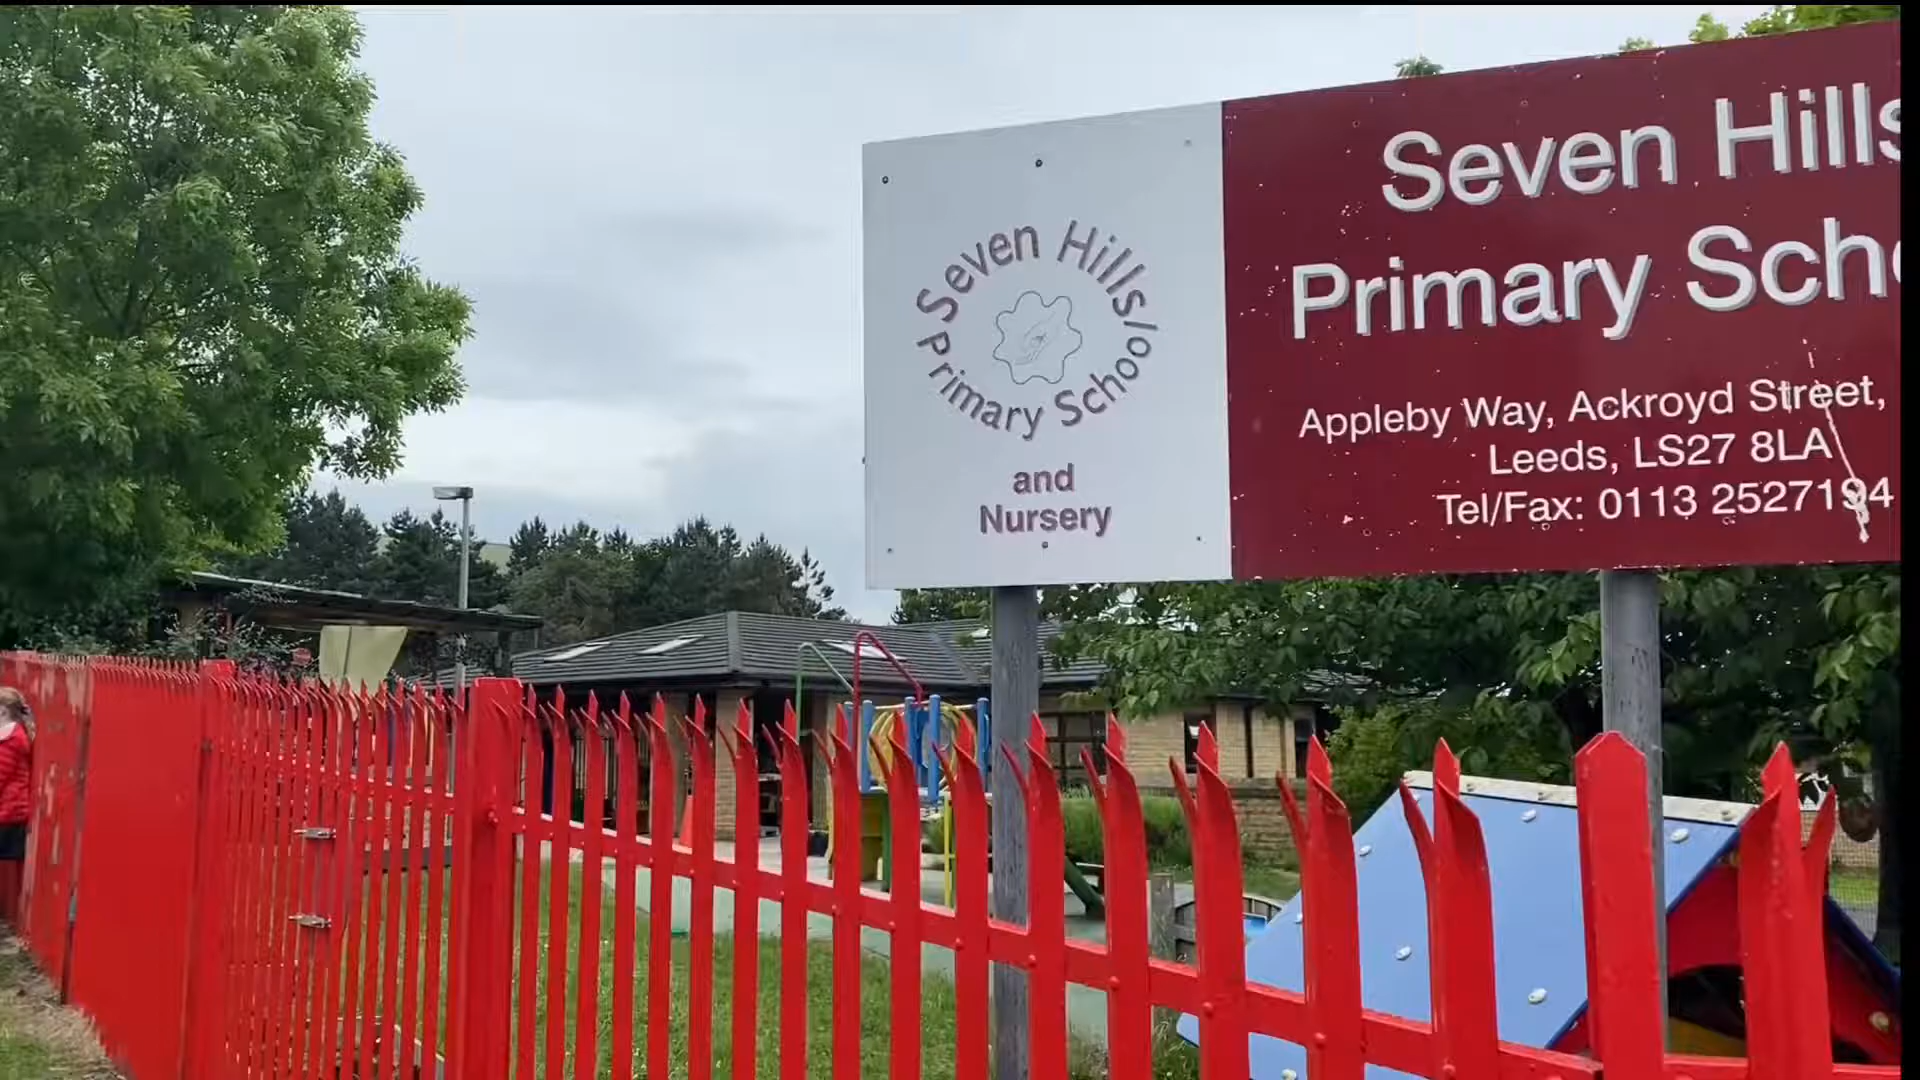 Seven Hills
Primary School
and
Nursery
Seven Hills
Primary Scho
Appleby Way, Ackroyd Street,
Leeds, LS27 8LA
Tel/Fax: 0113 2527194